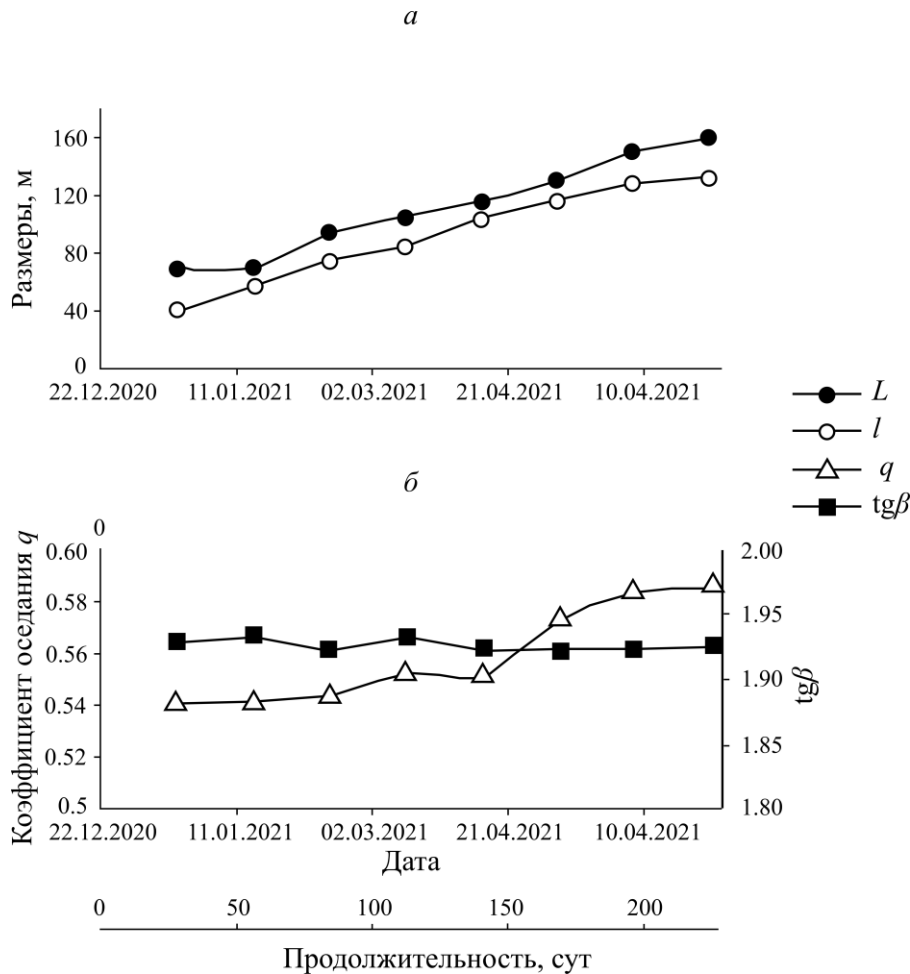 а
Размеры, м
160
120
80
40
0
22.12.2020 11.01.2021 02.03.2021 21.04.2021 10.04.2021
L
l
q
tgβ
б
Коэффициент оседания q
0
0.60
0.58
0.56
0.54
0.52
0.5
2.00
1.95
1.90
1.85
1.80
tgβ
22.12.2020 11.01.2021 02.03.2021 21.04.2021 10.04.2021
Дата
0 50 100 150 200
Продолжительность, сут